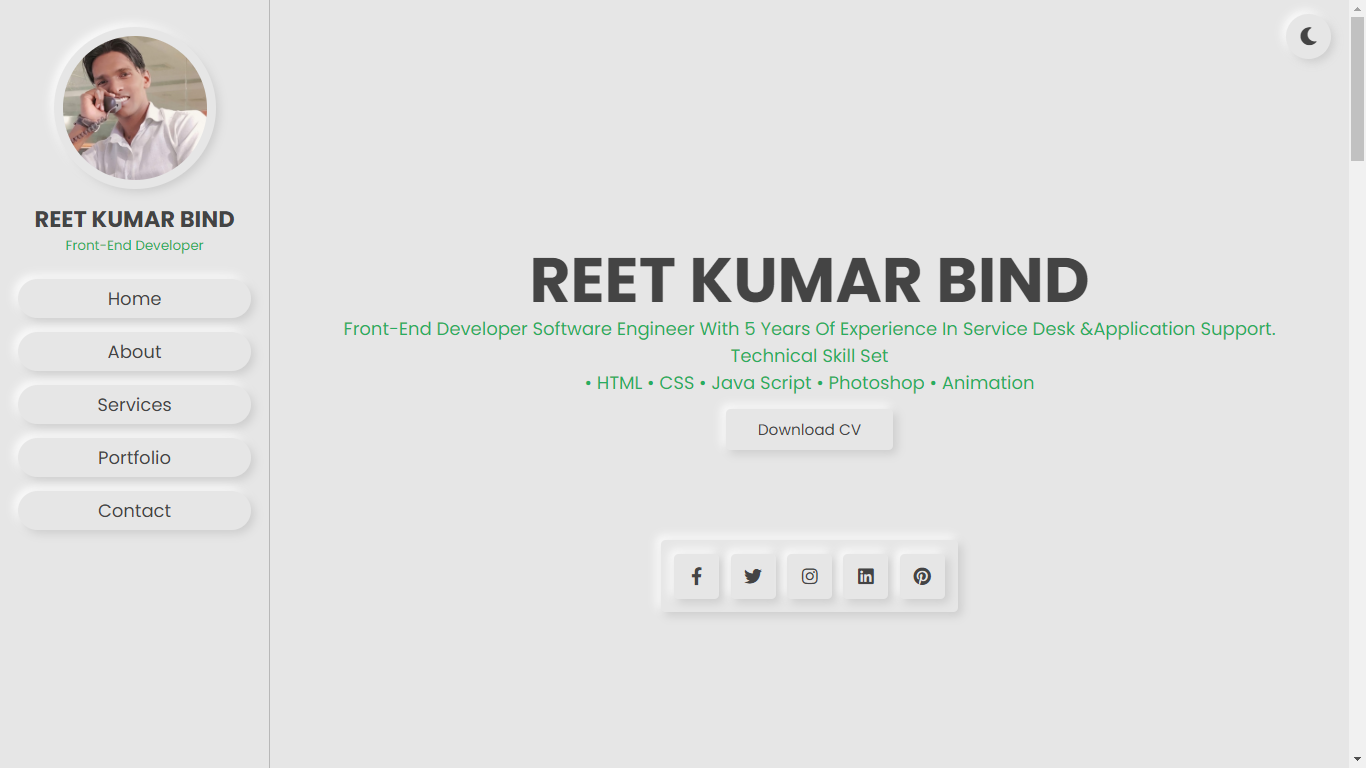 REET KUMAR BIND
Front-End Developer
Home
About
Services
Portfolio
Contact
REET KUMAR BIND
Front-End Developer Software Engineer With 5 Years Of Experience In Service Desk &Application Support.
Technical Skill Set
• HTML • CSS • Java Script • Photoshop • Animation
Download CV